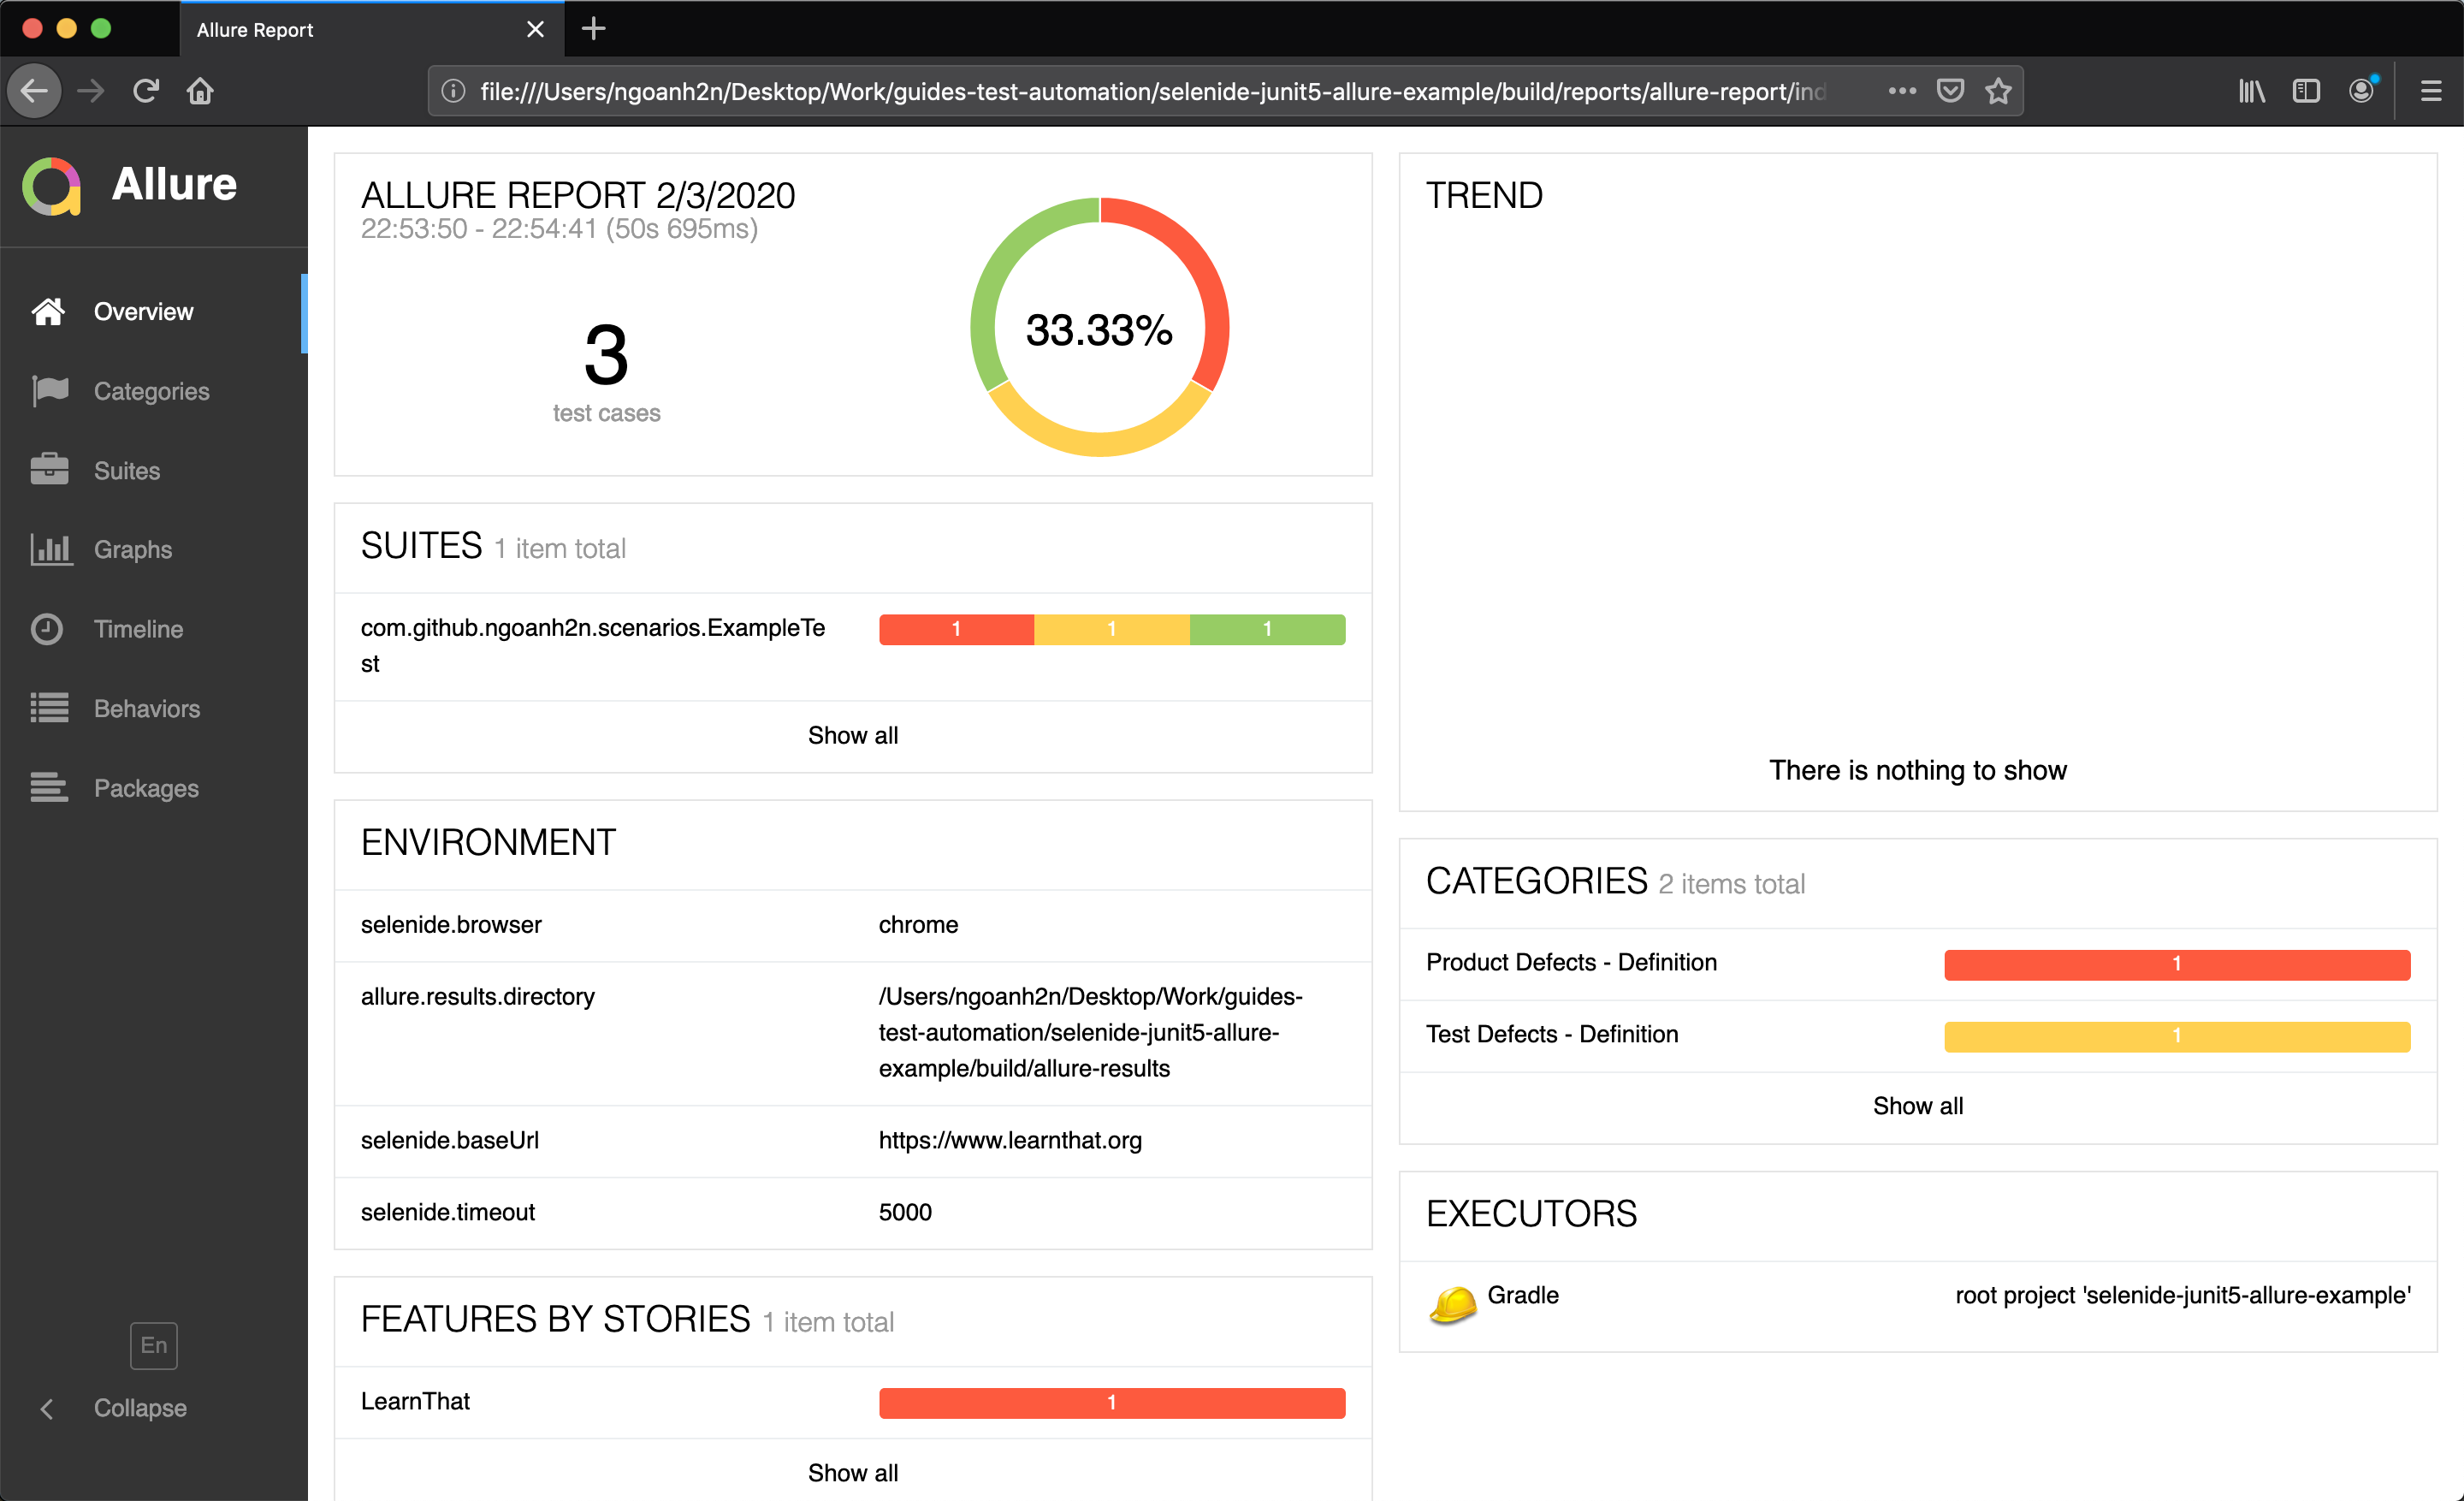 Allure Report
file:///Users/ngoanh2n/Desktop/Work/guides-test-automation/selenide-junit5-allure-example/build/reports/allure-report/ind
Allure
Overview
Categories
Suites
Graphs
Timeline
Behaviors
Packages
En
Collapse
ALLURE REPORT 2/3/2020
22:53:50 - 22:54:41 (50s 695ms)
3
test cases
33.33%
SUITES 1 item total
com.github.ngoanh2n.scenarios.ExampleTe
st
1 1 1
Show all
ENVIRONMENT
selenide.browser chrome
allure.results.directory /Users/ngoanh2n/Desktop/Work/guides-
test-automation/selenide-junit5-allure-
example/build/allure-results
selenide.baseUrl https://www.learnthat.org
selenide.timeout 5000
FEATURES BY STORIES 1 item total
LearnThat 1
Show all
TREND
There is nothing to show
CATEGORIES 2 items total
Product Defects - Definition 1
Test Defects - Definition 1
Show all
EXECUTORS
Gradle root project 'selenide-junit5-allure-example'